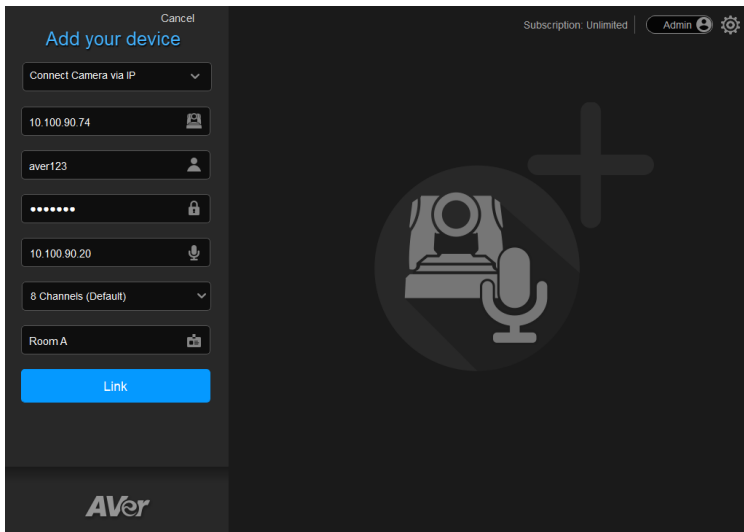 Cancel
Add your device
Subscription: Unlimited
Admin
Connect Camera via IP
10.100.90.74
aver123
•••••••
10.100.90.20
8 Channels (Default)
Room A
Link
AVer